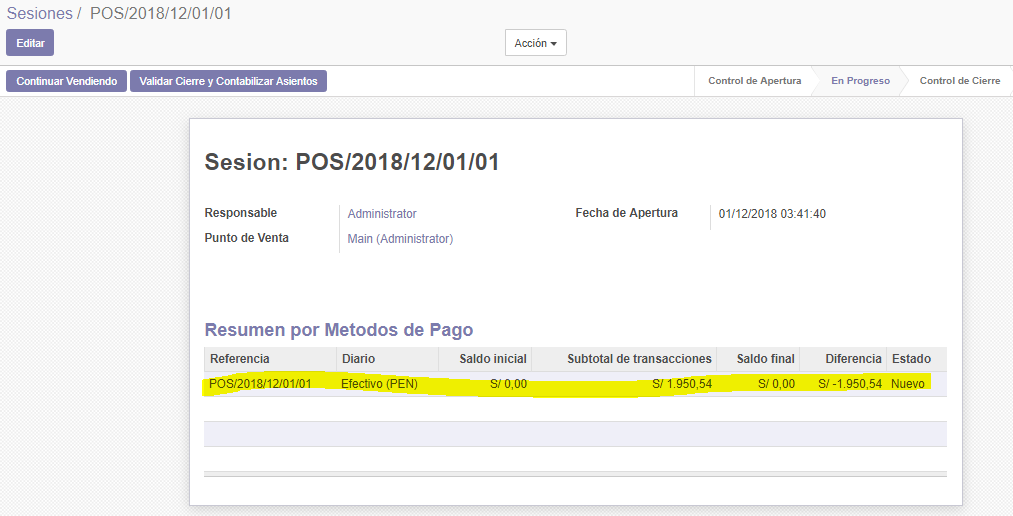 Sesiones / POS/2018/12/01/01
Editar
Acción
Continuar Vendiendo Validar Cierre y Contabilizar Asientos Control de Apertura En Progreso Control de Cierre
Sesion: POS/2018/12/01/01
Responsable Administrator Fecha de Apertura 01/12/2018 03:41:40
Punto de Venta Main (Administrator)
Resumen por Metodos de Pago
Referencia Diario Saldo inicial Subtotal de transacciones Saldo final Diferencia Estado
POS/2018/12/01/01 Efectivo (PEN) S/ 0,00 S/ 1.950,54 S/ 0,00 S/ -1.950,54 Nuevo